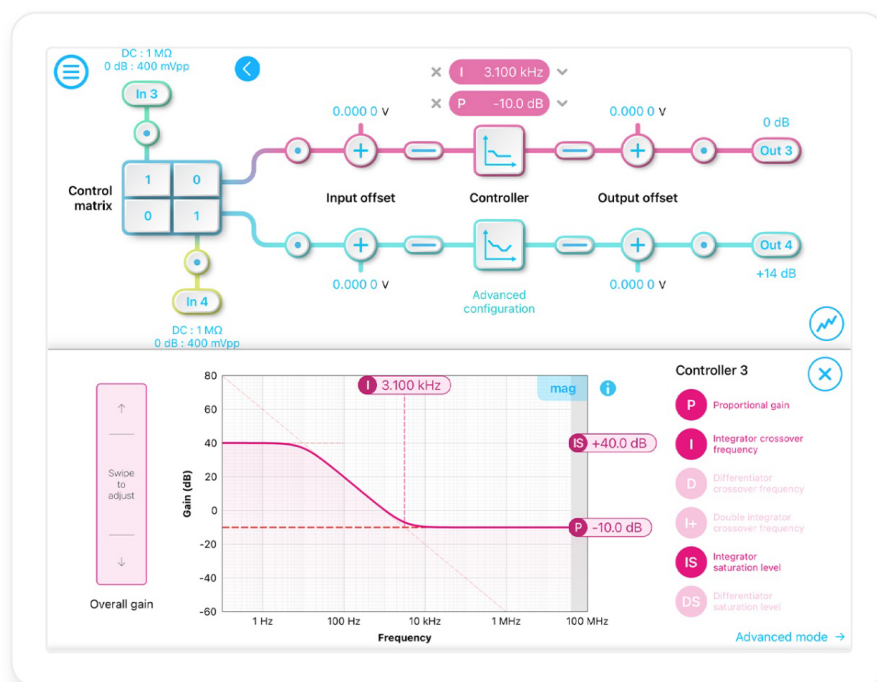 DC : 1 MΩ
0 dB : 400 mVpp
In 3
I 3.100 kHz
P -10.0 dB
0.000 0 V
0.000 0 V
0 dB
Out 3
Control
matrix
1 0
0 1
Input offset
Controller
Output offset
Out 4
0.000 0 V
0.000 0 V
+14 dB
Advanced
configuration
In 4
DC : 1 MΩ
0 dB : 400 mVpp
Controller 3
I 3.100 kHz
mag
i
80
60
40
20
0
-20
-40
-60
Gain (dB)
IS +40.0 dB
P -10.0 dB
1 Hz
100 Hz
10 kHz
1 MHz
100 MHz
Frequency
Swipe
to
adjust
Overall gain
P Proportional gain
I Integrator crossover
frequency
D Differentiator
crossover frequency
I+ Double integrator
crossover frequency
IS Integrator
saturation level
DS Differentiator
saturation level
Advanced mode →